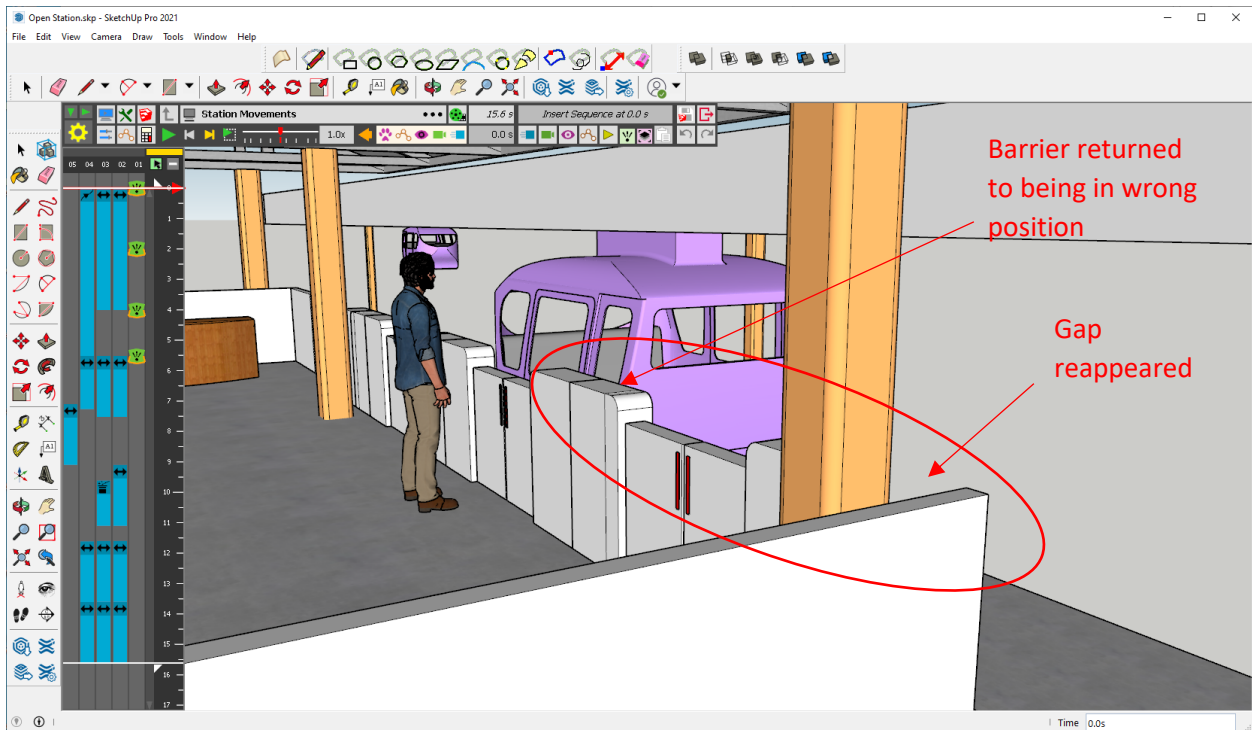 Open Station.skp - SketchUp Pro 2021
File Edit View Camera Draw Tools Window Help
Station Movements
15.6 s
Insert Sequence at 0.0 s
1.0x
0.0 s
05 04 03 02 01
0
1
2
3
4
5
6
7
8
9
10
11
12
13
14
15
16
17
A1
A1
Barrier returned
to being in wrong
position
Gap
reappeared
Time 0.0s